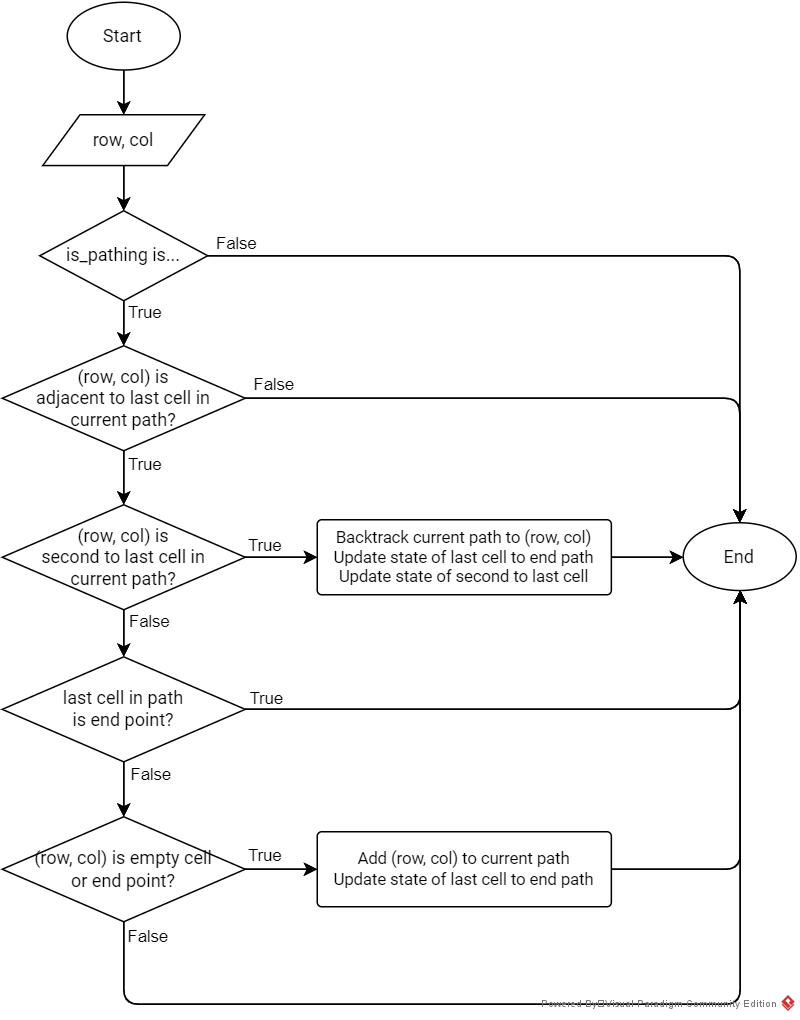 Start
row, col
is_pathing is...
False
True
(row, col) is
adjacent to last cell in
current path?
False
True
(row, col) is
second to last cell in
current path?
True
Backtrack current path to (row, col)
Update state of last cell to end path
Update state of second to last cell
End
False
last cell in path
is end point?
True
False
(row, col) is empty cell
or end point?
True
Add (row, col) to current path
Update state of last cell to end path
False
Powered By Visual Paradigm Community Edition